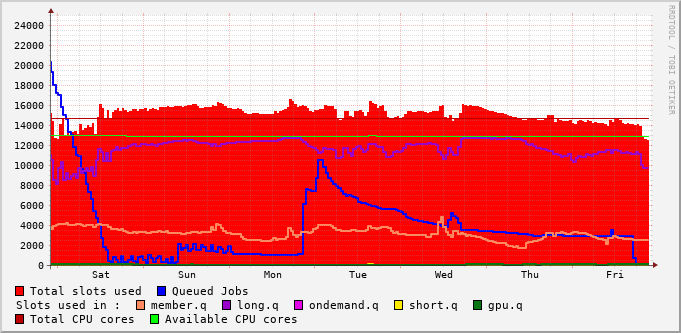 RRDTOOL / TOBI OETIKER
24000
22000
20000
18000
16000
14000
12000
10000
8000
6000
4000
2000
0
Sat Sun Mon Tue Wed Thu Fri
Total slots used Queued Jobs
Slots used in : member.q long.q ondemand.q short.q gpu.q
Total CPU cores Available CPU cores